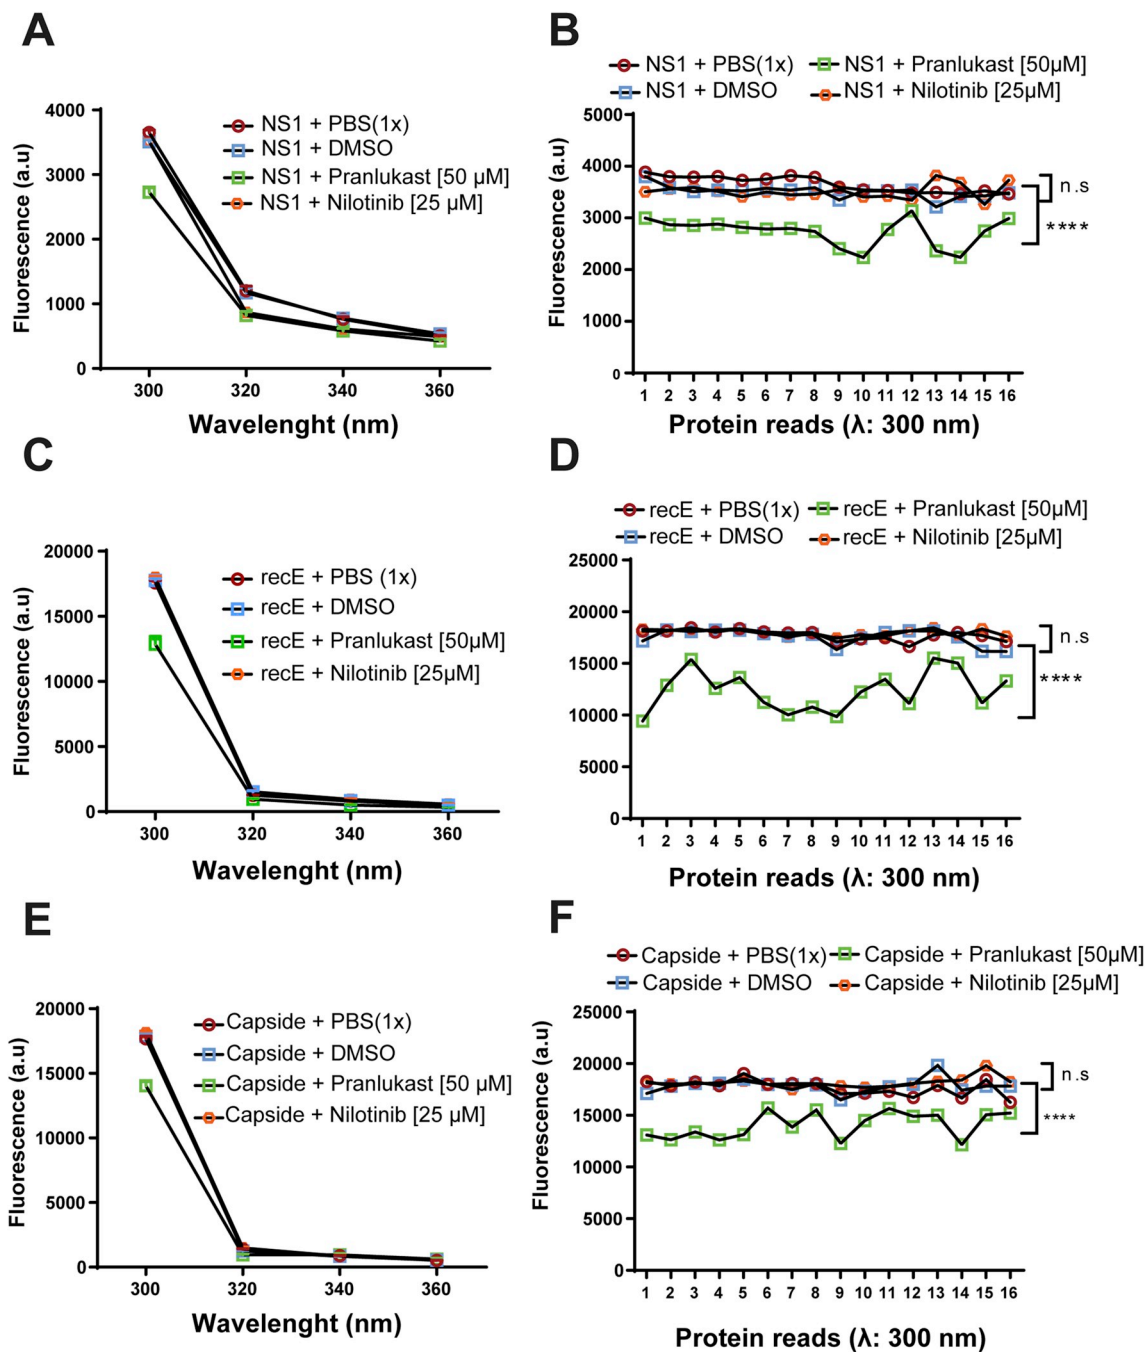 A
NS1 + PBS(1x)
NS1 + DMSO
NS1 + Pranlukast [50 µM]
NS1 + Nilotinib [25 µM]
Fluorescence (a.u)
4000
3000
2000
1000
0
300 320 340 360
Wavelenght (nm)
B
NS1 + PBS(1x) NS1 + Pranlukast [50µM]
NS1 + DMSO NS1 + Nilotinib [25µM]
Fluorescence (a.u)
5000
4000
3000
2000
1000
0
n.s
****
1 2 3 4 5 6 7 8 9 10 11 12 13 14 15 16
Protein reads (λ: 300 nm)
C
recE + PBS (1x)
recE + DMSO
recE + Pranlukast [50µM]
recE + Nilotinib [25µM]
Fluorescence (a.u)
20000
15000
10000
5000
0
300 320 340 360
Wavelenght (nm)
D
recE + PBS(1x) recE + Pranlukast [50µM]
recE + DMSO recE + Nilotinib [25µM]
Fluorescence (a.u)
25000
20000
15000
10000
5000
0
n.s
****
1 2 3 4 5 6 7 8 9 10 11 12 13 14 15 16
Protein reads (λ: 300 nm)
E
Capside + PBS(1x)
Capside + DMSO
Capside + Pranlukast [50 µM]
Capside + Nilotinib [25 µM]
Fluorescence (a.u)
20000
15000
10000
5000
0
300 320 340 360
Wavelenght (nm)
F
Capside + PBS(1x) Capside + Pranlukast [50µM]
Capside + DMSO Capside + Nilotinib [25µM]
Fluorescence (a.u)
25000
20000
15000
10000
5000
0
n.s
****
1 2 3 4 5 6 7 8 9 10 11 12 13 14 15 16
Protein reads (λ: 300 nm)